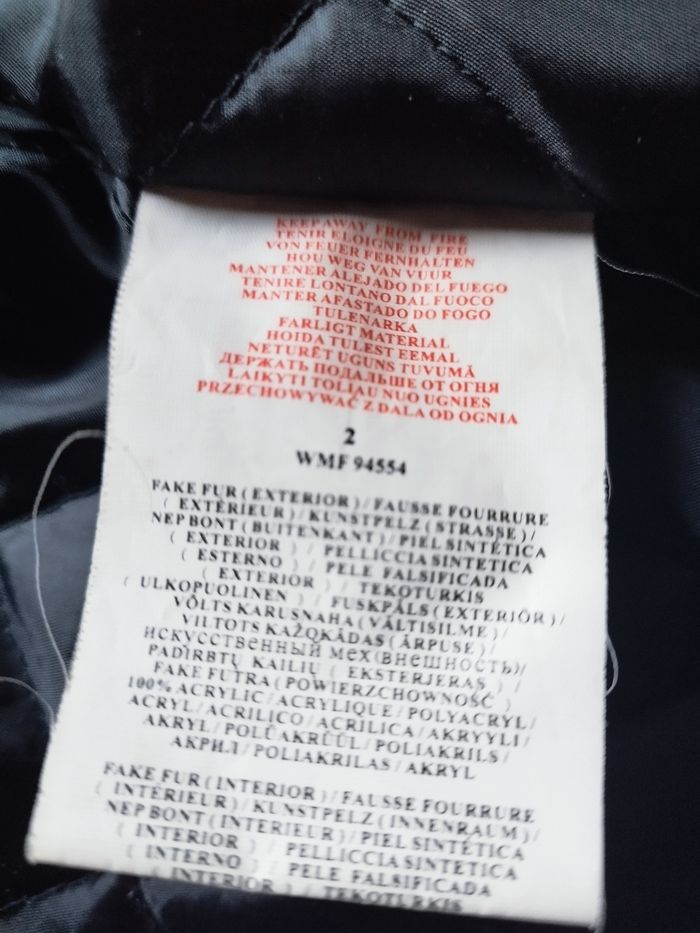 KEEP AWAY FROM FIRE
TENIR ELOIGNE DU FEU
VON FEUER FERNHALTEN
HOU WEG VAN VUUR
MANTENER ALEJADO DEL FUEGO
TENIRE LONTANO DAL FUOCO
MANTER AFASTADO DO FOGO
TULENARKA
FARLIGT MATERIAL
HOIDA TULEST EEMAL
NETURĒT UGUNS TUVUMĀ
ДЕРЖАТЬ ПОДАЛЬШЕ ОТ ОГНЯ
LAIKYTI TOLIAU NUO UGNIES
PRZECHOWYWAĆ Z DALA OD OGNIA
2
WMF 94554
FAKE FUR ( EXTERIOR ) / FAUSSE FOURRURE
( EXTÉRIEUR ) / KUNSTPELZ ( STRASSE ) /
NEP BONT ( BUITENKANT ) / PIEL SINTÉTICA
( EXTERIOR ) / PELLICCIA SINTETICA
( ESTERNO ) / PELE FALSIFICADA
( EXTERIOR ) / TEKOTURKIS
( ULKOPUOLINEN ) / FUSKPÄLS ( EXTERIÖR ) /
VÕLTS KARUSNAHA ( VÄLTISILME ) /
VILTOTS KAŽOKĀDAS ( ĀRPUSE ) /
ИСКУССТВЕННЫЙ МЕХ (ВНЕШНОСТЬ)/
PADIRBTŲ KAILIŲ ( EKSTERJERAS ) /
FAKE FUTRA ( POWIERZCHOWNOŚĆ )
100% ACRYLIC / ACRYLIQUE / POLYACRYL /
ACRYL / ACRILICO / ACRILICA / AKRYYLI /
AKRYL / POLÜAKRÜÜL / POLIAKRILS /
АКРИЛ / POLIAKRILAS / AKRYL
FAKE FUR ( INTERIOR ) / FAUSSE FOURRURE
( INTÉRIEUR ) / KUNSTPELZ ( INNENRAUM ) /
NEP BONT ( INTERIEUR ) / PIEL SINTÉTICA
( INTERIOR ) / PELLICCIA SINTETICA
( INTERNO ) / PELE FALSIFICADA
( INTERIOR ) / TEKOTURKIS